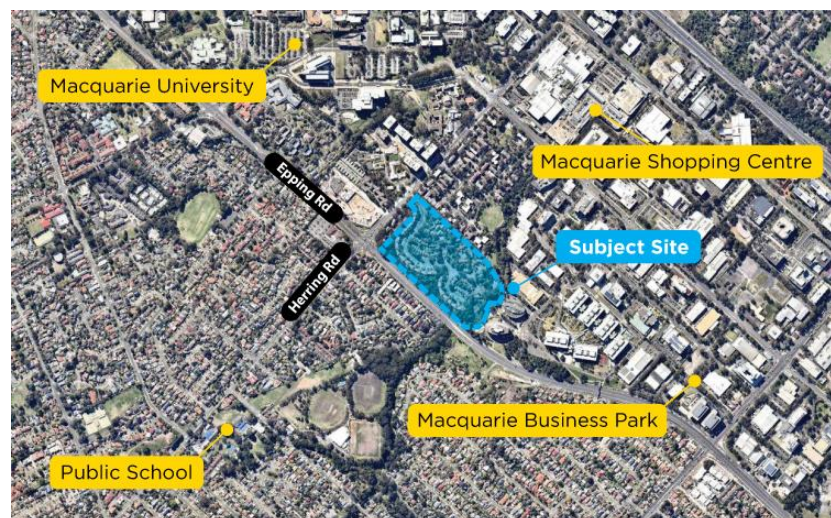 Macquarie University
Macquarie Shopping Centre
Epping Rd
Subject Site
Herring Rd
Macquarie Business Park
Public School